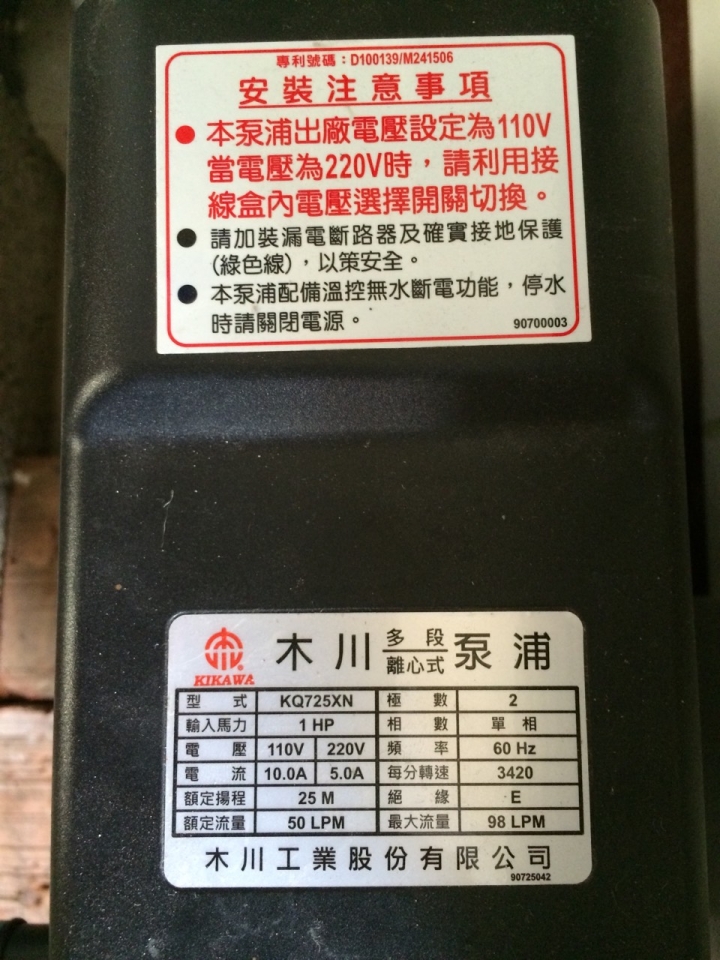 專利號碼：D100139/M241506
安裝注意事項
● 本泵浦出廠電壓設定為110V
當電壓為220V時，請利用接
線盒內電壓選擇開關切換。
● 請加裝漏電斷路器及確實接地保護
(綠色線)，以策安全。
● 本泵浦配備溫控無水斷電功能，停水
時請關閉電源。
90700003
KIKAWA
木川 多段離心式 泵浦
型式 KQ725XN 極數 2
輸入馬力 1 HP 相數 單相
電壓 110V 220V 頻率 60 Hz
電流 10.0A 5.0A 每分轉速 3420
額定揚程 25 M 絕緣 E
額定流量 50 LPM 最大流量 98 LPM
木川工業股份有限公司
90725042